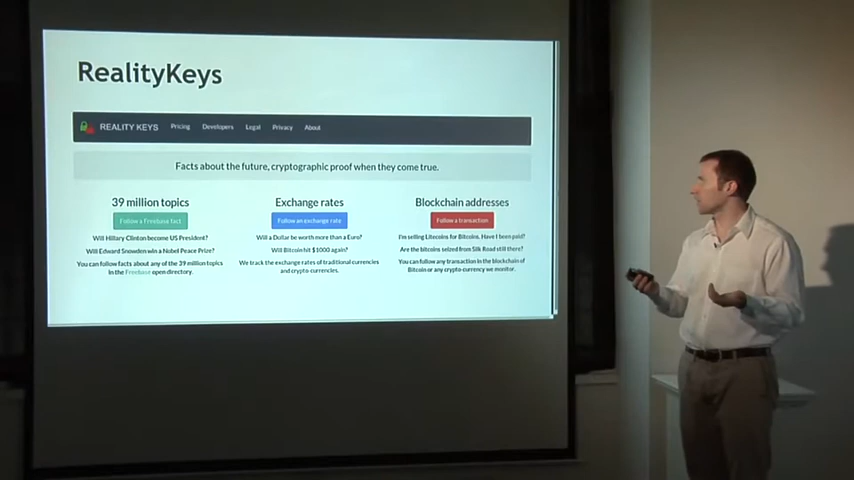 RealityKeys
REALITY KEYS Pricing Developers Legal Privacy About
Facts about the future, cryptographic proof when they come true.
39 million topics
Follow a Freebase fact
Will Hillary Clinton become US President?
Will Edward Snowden win a Nobel Peace Prize?
You can follow facts about any of the 39 million topics
in the Freebase open directory.
Exchange rates
Follow an exchange rate
Will a Dollar be worth more than a Euro?
Will Bitcoin hit $1000 again?
We track the exchange rates of traditional currencies
and crypto-currencies.
Blockchain addresses
Follow a transaction
I'm selling Litecoins for Bitcoins. Have I been paid?
Are the bitcoins seized from Silk Road still there?
You can follow any transaction in the blockchain of
Bitcoin or any crypto-currency we monitor.